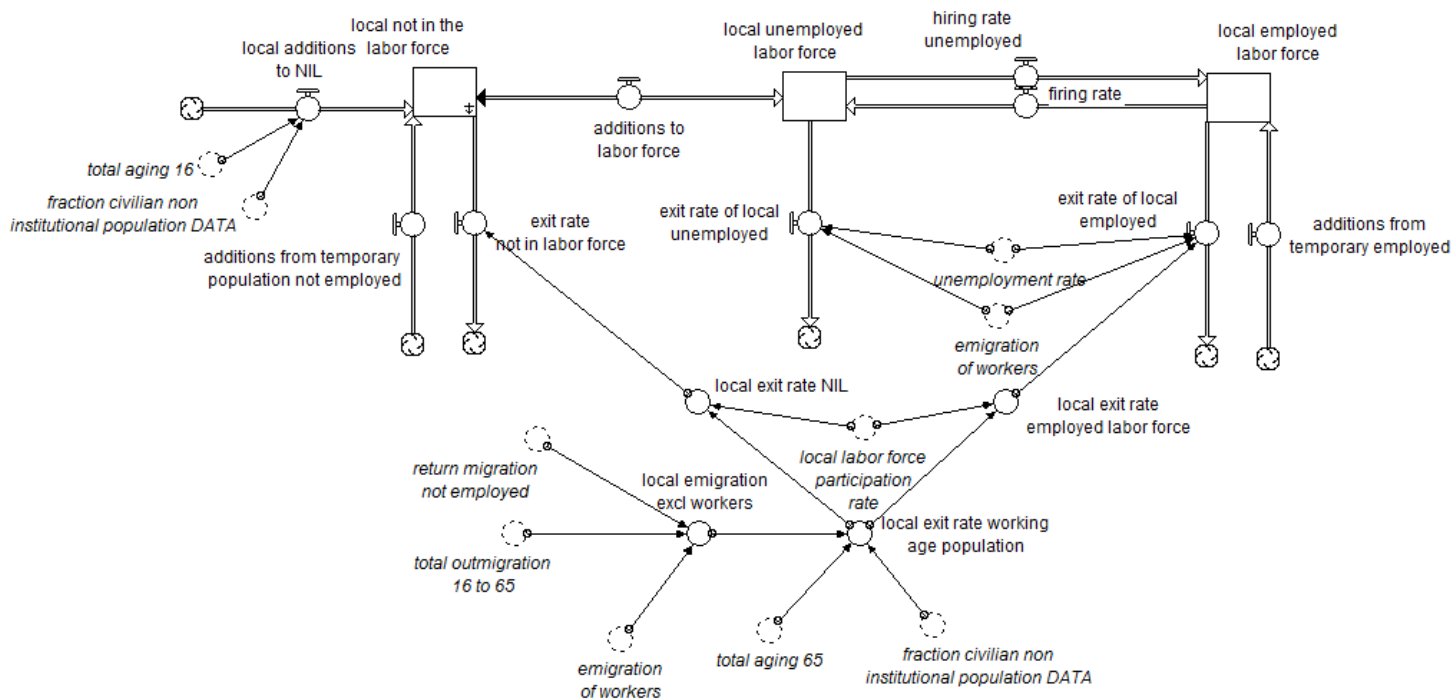 local not in the
labor force
local additions
to NIL
local unemployed
labor force
hiring rate
unemployed
local employed
labor force
firing rate
additions to
labor force
total aging 16
fraction civilian non
institutional population DATA
additions from temporary
population not employed
exit rate
not in labor force
exit rate of local
unemployed
exit rate of local
employed
additions from
temporary employed
unemployment rate
emigration
of workers
local exit rate NIL
local exit rate
employed labor force
local labor force
participation
rate
return migration
not employed
local emigration
excl workers
local exit rate working
age population
total outmigration
16 to 65
emigration
of workers
total aging 65
fraction civilian non
institutional population DATA